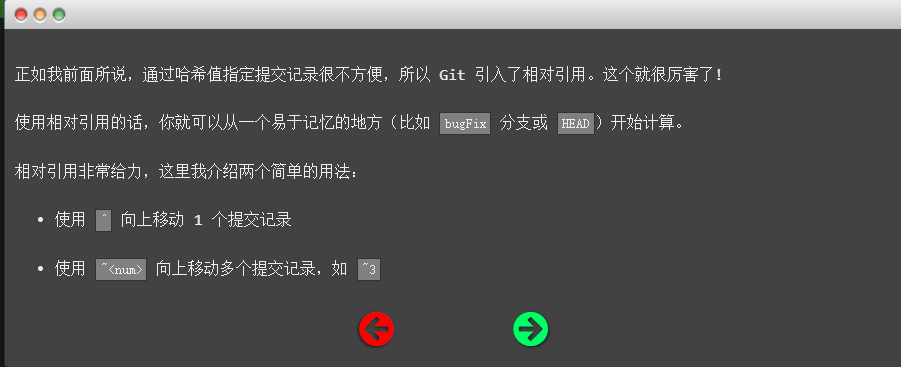 正如我前面所说，通过哈希值指定提交记录很不方便，所以 Git 引入了相对引用。这个就很厉害了!
使用相对引用的话，你就可以从一个易于记忆的地方（比如 bugFix 分支或 HEAD）开始计算。
相对引用非常给力，这里我介绍两个简单的用法：
• 使用 ^ 向上移动 1 个提交记录
• 使用 ~<num> 向上移动多个提交记录，如 ~3